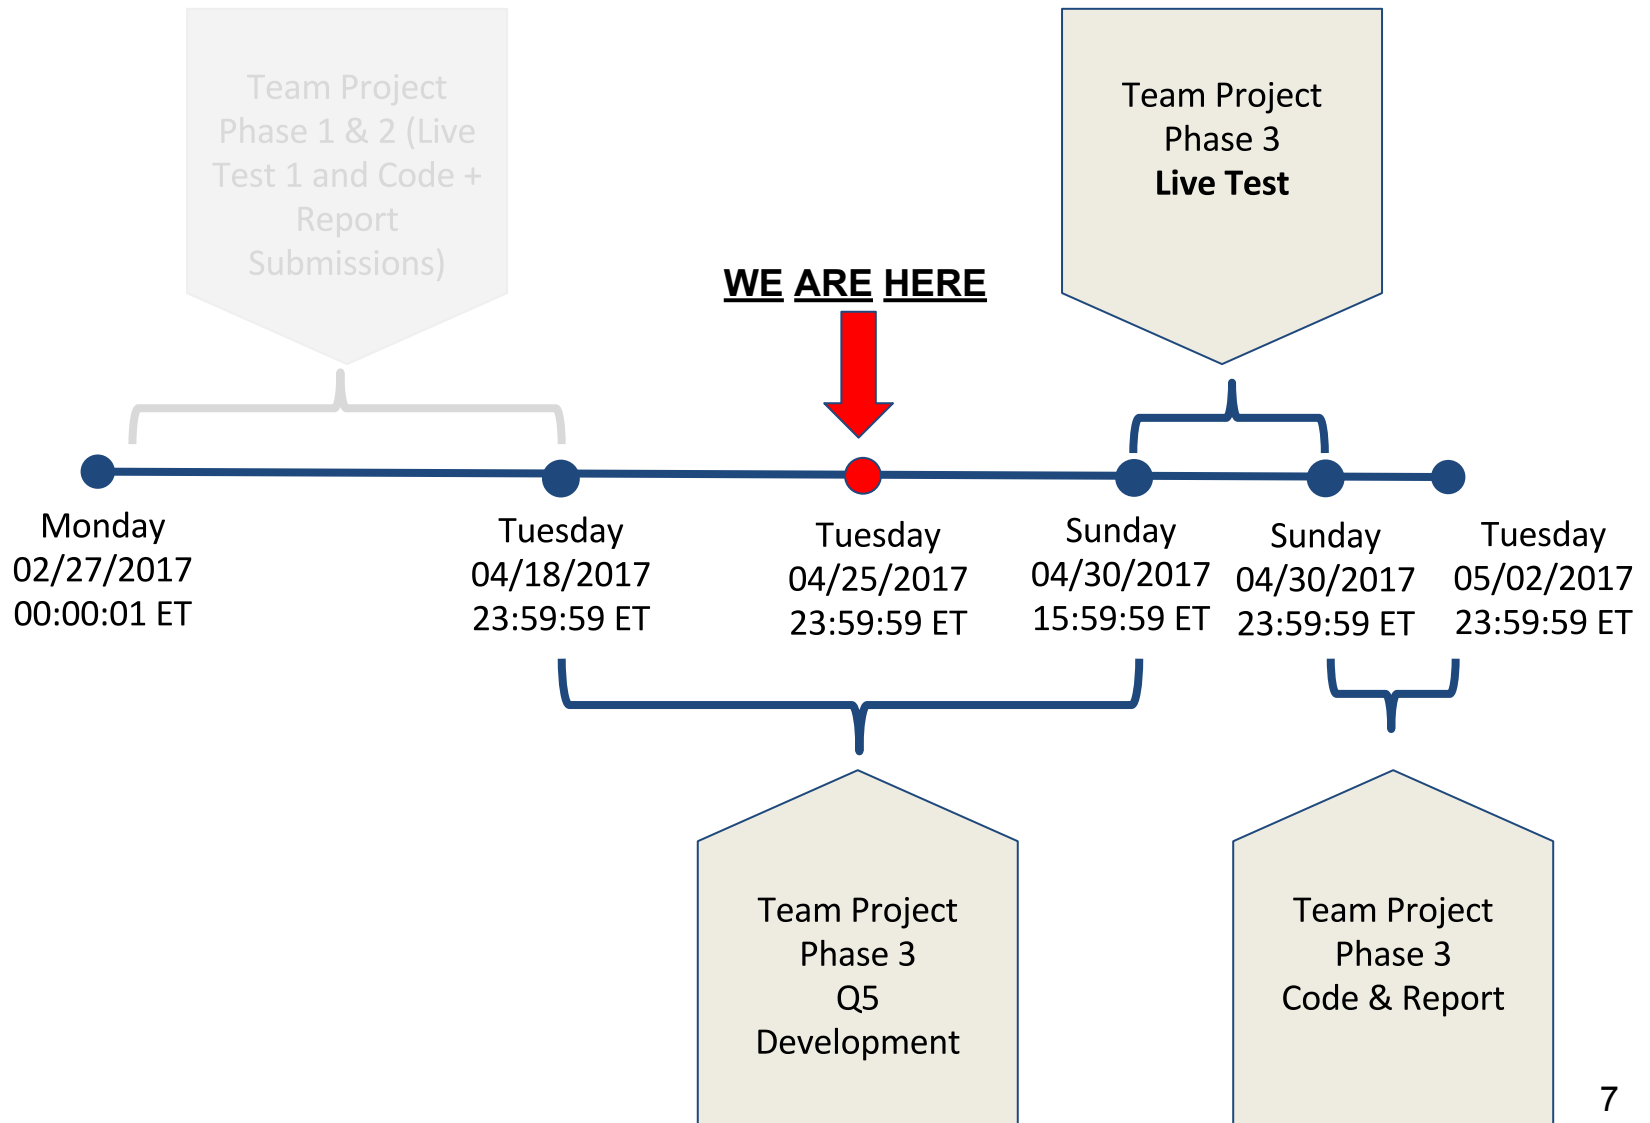 Team Project
Phase 1 & 2 (Live
Test 1 and Code +
Report
Submissions)
Team Project
Phase 3
Live Test
WE ARE HERE
Monday
02/27/2017
00:00:01 ET
Tuesday
04/18/2017
23:59:59 ET
Tuesday
04/25/2017
23:59:59 ET
Sunday
04/30/2017
15:59:59 ET
Sunday
04/30/2017
23:59:59 ET
Tuesday
05/02/2017
23:59:59 ET
Team Project
Phase 3
Q5
Development
Team Project
Phase 3
Code & Report
7